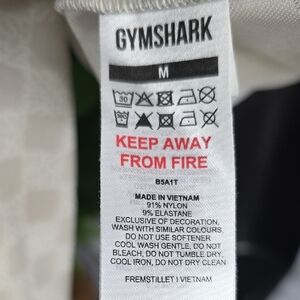 GYMSHARK
M
30
KEEP AWAY
FROM FIRE
B5A1T
MADE IN VIETNAM
91% NYLON
9% ELASTANE
EXCLUSIVE OF DECORATION,
WASH WITH SIMILAR COLOURS,
DO NOT USE SOFTENER
COOL WASH GENTLE, DO NOT
BLEACH, DO NOT TUMBLE DRY,
COOL IRON, DO NOT DRY CLEAN
FREMSTILLET I VIETNAM